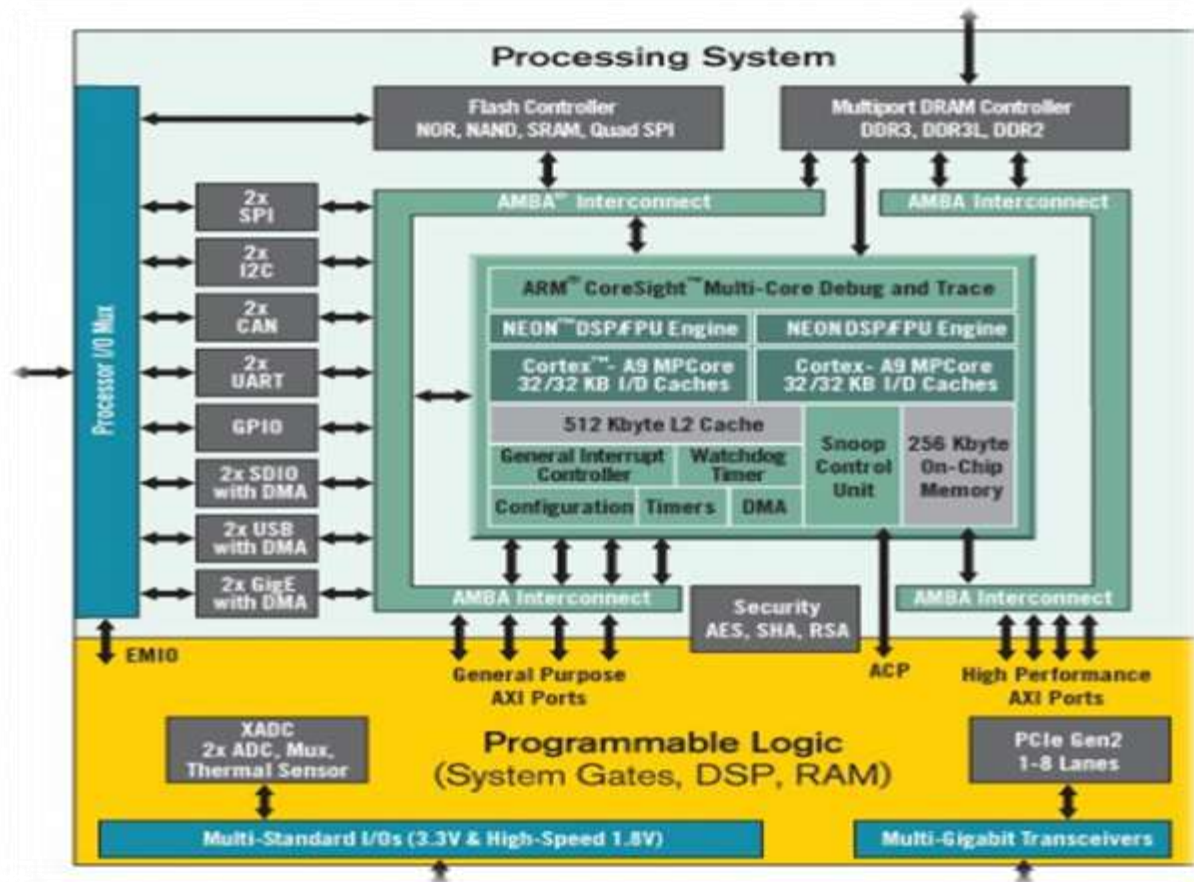 Processing System
Flash Controller
NOR, NAND, SRAM, Quad SPI
Multiport DRAM Controller
DDR3, DDR3L, DDR2
AMBA® Interconnect
AMBA Interconnect
Processor I/O Mux
2x
SPI
2x
I2C
2x
CAN
2x
UART
GPIO
2x SDIO
with DMA
2x USB
with DMA
2x GigE
with DMA
ARM® CoreSight™ Multi-Core Debug and Trace
NEON™ DSP/FPU Engine
NEON DSP/FPU Engine
Cortex™- A9 MPCore
32/32 KB I/D Caches
Cortex- A9 MPCore
32/32 KB I/D Caches
512 Kbyte L2 Cache
General Interrupt
Controller
Watchdog
Timer
Configuration
Timers
DMA
Snoop
Control
Unit
256 Kbyte
On-Chip
Memory
AMBA Interconnect
Security
AES, SHA, RSA
AMBA Interconnect
EMIO
General Purpose
AXI Ports
ACP
High Performance
AXI Ports
XADC
2x ADC, Mux,
Thermal Sensor
Programmable Logic
(System Gates, DSP, RAM)
PCIe Gen2
1-8 Lanes
Multi-Standard I/Os (3.3V & High-Speed 1.8V)
Multi-Gigabit Transceivers